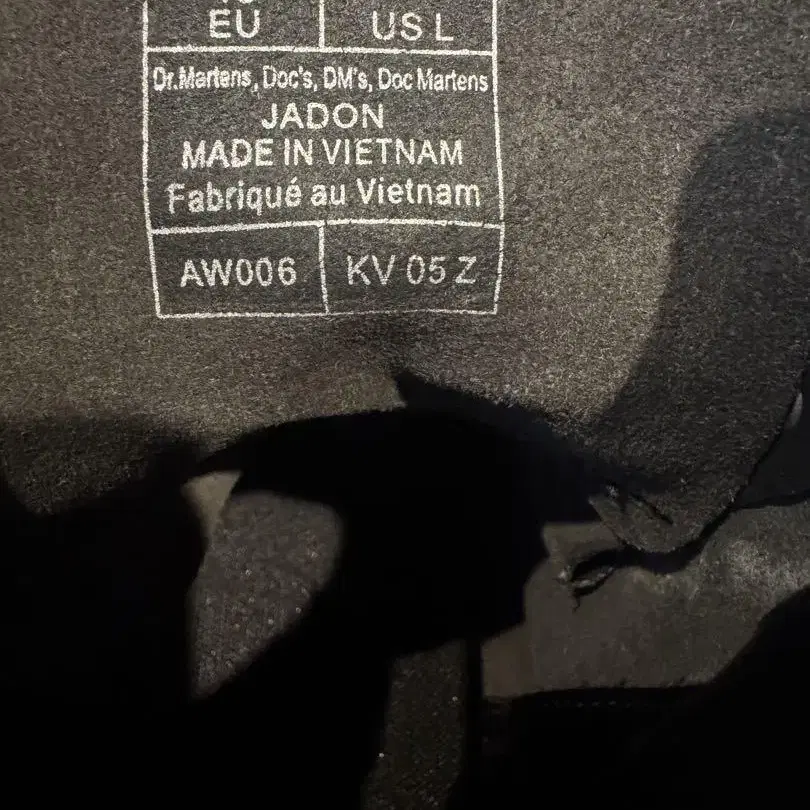 EU US L
Dr.Martens, Doc's, DM's, Doc Martens
JADON
MADE IN VIETNAM
Fabriqué au Vietnam
AW006 KV 05 Z